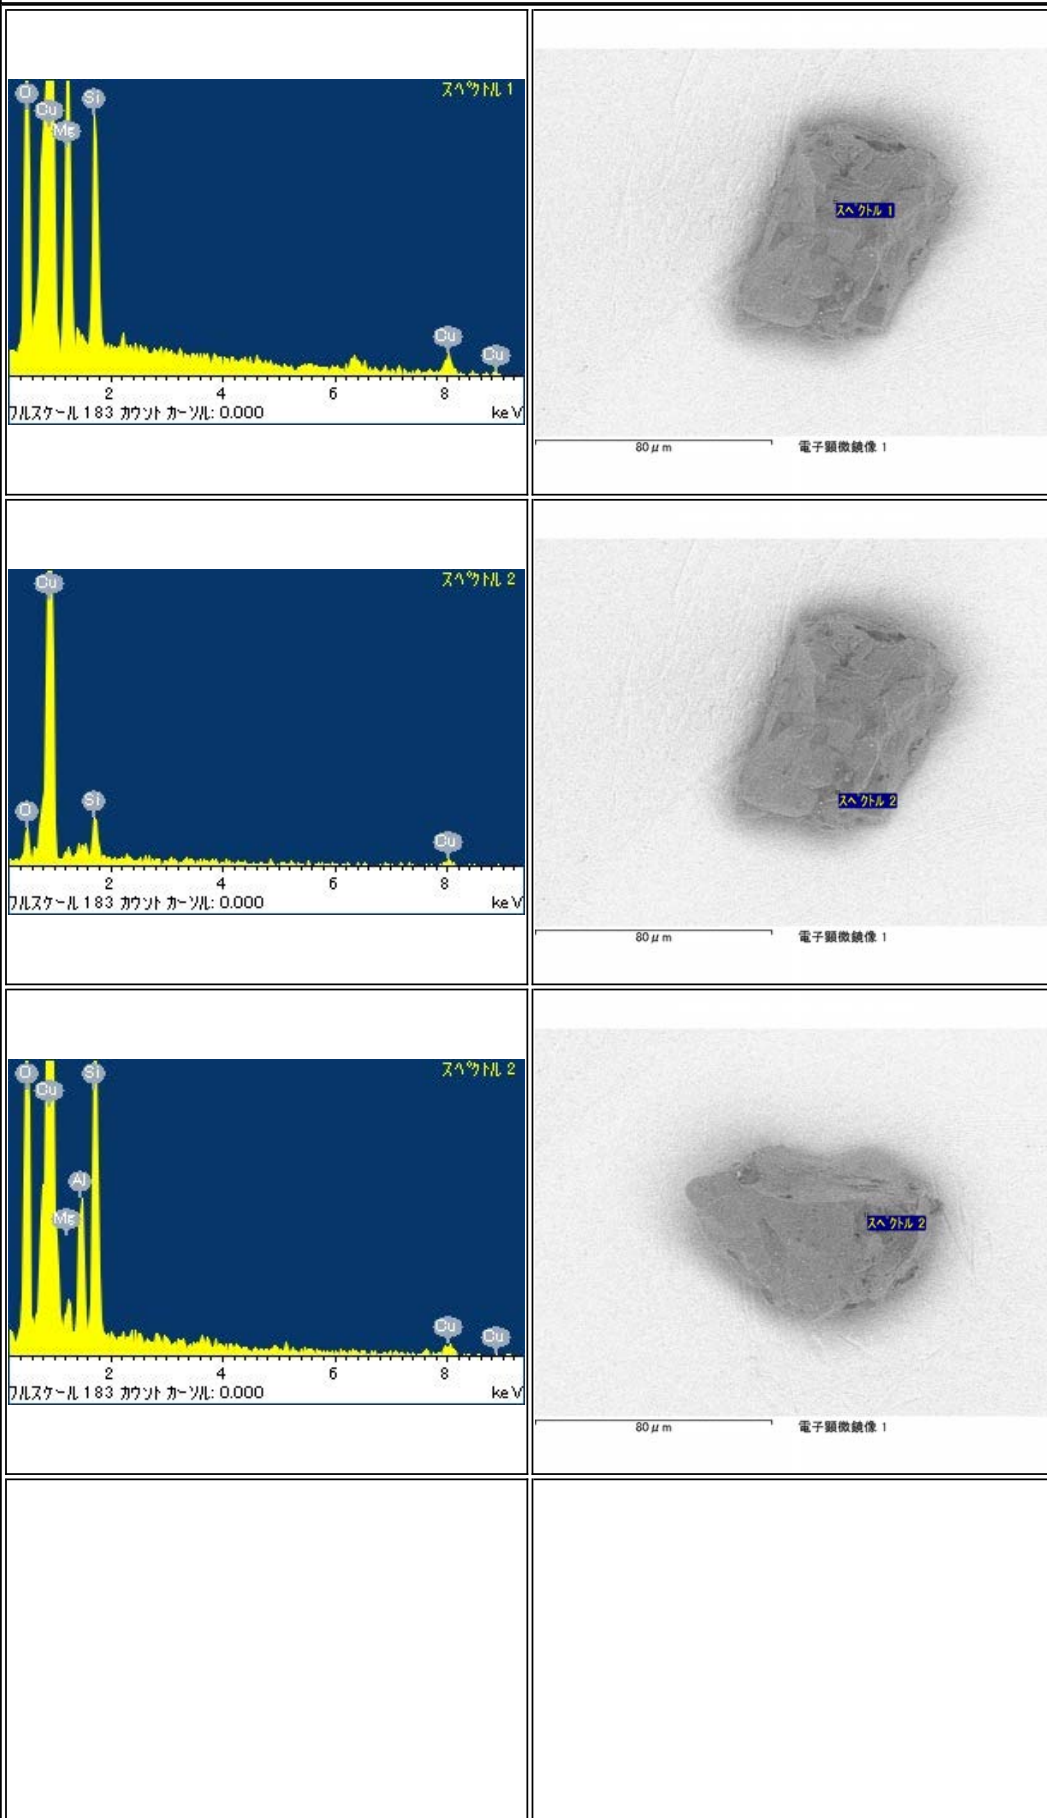 スペクトル 1
O
Cu
Mg
Si
Cu
Cu
2 4 6 8
フルスケール 183 カウント カーソル: 0.000 keV
スペクトル 1
80μm 電子顕微鏡像 1
スペクトル 2
Cu
O
Si
Cu
2 4 6 8
フルスケール 183 カウント カーソル: 0.000 keV
スペクトル 2
80μm 電子顕微鏡像 1
スペクトル 2
O
Cu
Si
Al
Mg
Cu
Cu
2 4 6 8
フルスケール 183 カウント カーソル: 0.000 keV
スペクトル 2
80μm 電子顕微鏡像 1